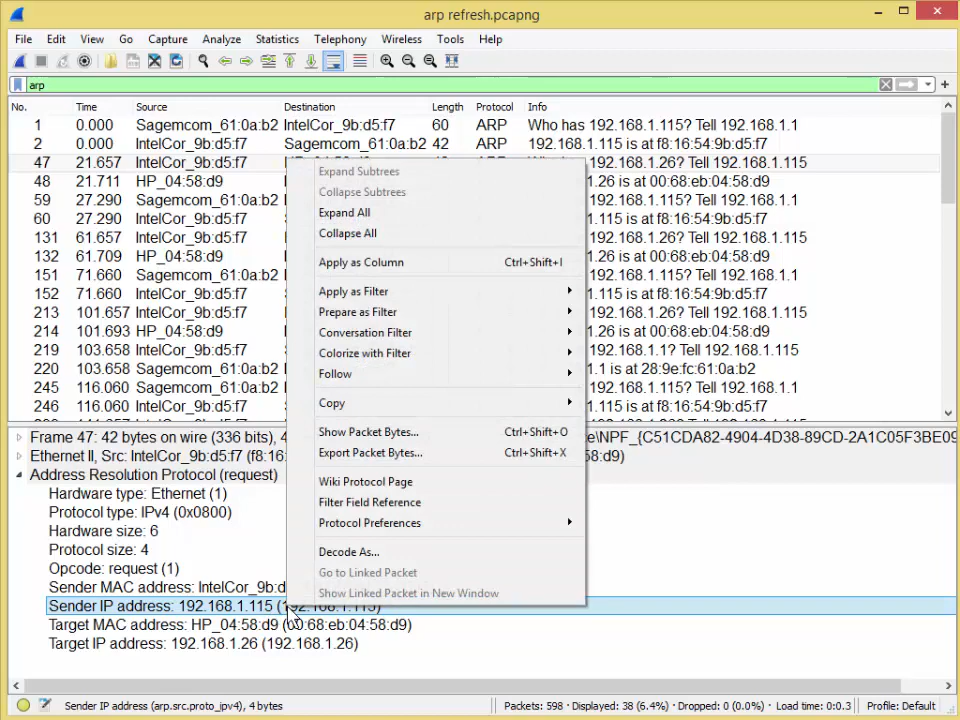 arp refresh.pcapng
File Edit View Go Capture Analyze Statistics Telephony Wireless Tools Help
arp
No. Time Source Destination Length Protocol Info
1 0.000 Sagemcom_61:0a:b2 IntelCor_9b:d5:f7 60 ARP Who has 192.168.1.115? Tell 192.168.1.1
2 0.000 IntelCor_9b:d5:f7 Sagemcom_61:0a:b2 42 ARP 192.168.1.115 is at f8:16:54:9b:d5:f7
47 21.657 IntelCor_9b:d5:f7 192.168.1.26? Tell 192.168.1.115
48 21.711 HP_04:58:d9 1.26 is at 00:68:eb:04:58:d9
59 27.290 Sagemcom_61:0a:b2 192.168.1.115? Tell 192.168.1.1
60 27.290 IntelCor_9b:d5:f7 1.115 is at f8:16:54:9b:d5:f7
131 61.657 IntelCor_9b:d5:f7 192.168.1.26? Tell 192.168.1.115
132 61.709 HP_04:58:d9 1.26 is at 00:68:eb:04:58:d9
151 71.660 Sagemcom_61:0a:b2 192.168.1.115? Tell 192.168.1.1
152 71.660 IntelCor_9b:d5:f7 1.115 is at f8:16:54:9b:d5:f7
213 101.657 IntelCor_9b:d5:f7 192.168.1.26? Tell 192.168.1.115
214 101.693 HP_04:58:d9 1.26 is at 00:68:eb:04:58:d9
219 103.658 IntelCor_9b:d5:f7 192.168.1.1? Tell 192.168.1.115
220 103.658 Sagemcom_61:0a:b2 1.1 is at 28:9e:fc:61:0a:b2
245 116.060 Sagemcom_61:0a:b2 192.168.1.115? Tell 192.168.1.1
246 116.060 IntelCor_9b:d5:f7 1.115 is at f8:16:54:9b:d5:f7
Expand Subtrees
Collapse Subtrees
Expand All
Collapse All
Apply as Column Ctrl+Shift+I
Apply as Filter
Prepare as Filter
Conversation Filter
Colorize with Filter
Follow
Copy
Show Packet Bytes... Ctrl+Shift+O
Export Packet Bytes... Ctrl+Shift+X
Wiki Protocol Page
Filter Field Reference
Protocol Preferences
Decode As...
Go to Linked Packet
Show Linked Packet in New Window
Frame 47: 42 bytes on wire (336 bits), 4 e\NPF_{C51CDA82-4904-4D38-89CD-2A1C05F3BE09
Ethernet II, Src: IntelCor_9b:d5:f7 (f8:16: :58:d9)
Address Resolution Protocol (request)
Hardware type: Ethernet (1)
Protocol type: IPv4 (0x0800)
Hardware size: 6
Protocol size: 4
Opcode: request (1)
Sender MAC address: IntelCor_9b:d
Sender IP address: 192.168.1.115 (192.168.1.115)
Target MAC address: HP_04:58:d9 (00:68:eb:04:58:d9)
Target IP address: 192.168.1.26 (192.168.1.26)
Sender IP address (arp.src.proto_ipv4), 4 bytes Packets: 598 · Displayed: 38 (6.4%) · Dropped: 0 (0.0%) · Load time: 0:0.3 Profile: Default